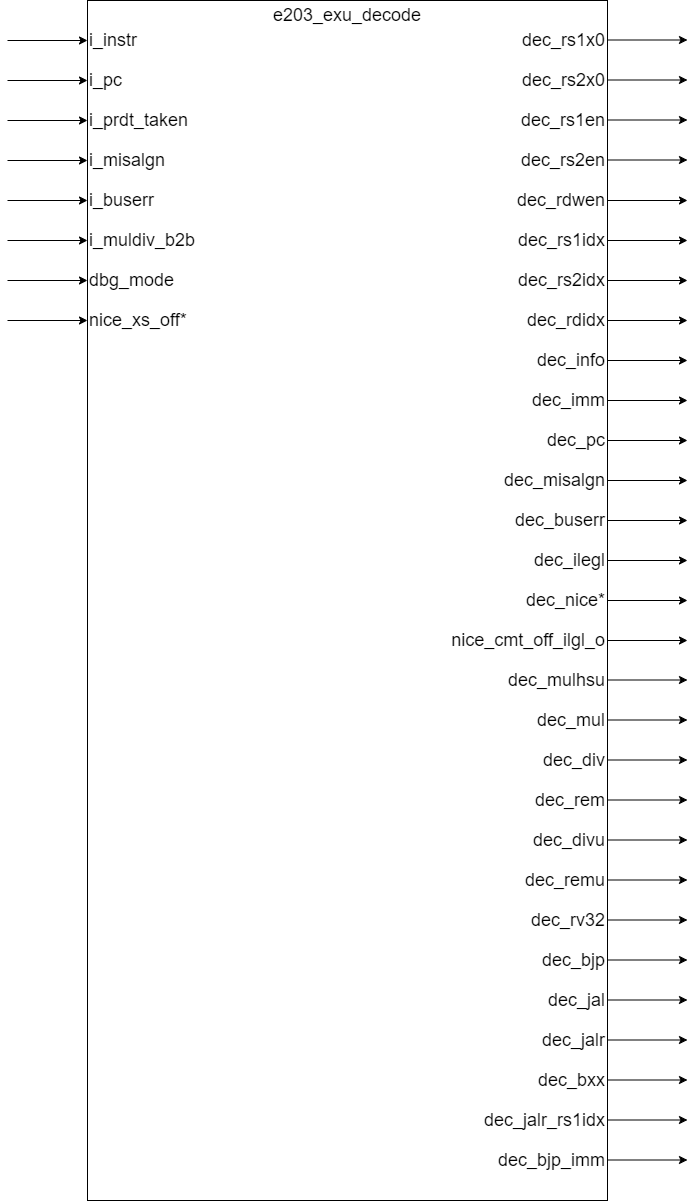 e203_exu_decode
i_instr
dec_rs1x0
i_pc
dec_rs2x0
i_prdt_taken
dec_rs1en
i_misalgn
dec_rs2en
i_buserr
dec_rdwen
i_muldiv_b2b
dec_rs1idx
dbg_mode
dec_rs2idx
nice_xs_off*
dec_rdidx
dec_info
dec_imm
dec_pc
dec_misalgn
dec_buserr
dec_ilegl
dec_nice*
nice_cmt_off_ilgl_o
dec_mulhsu
dec_mul
dec_div
dec_rem
dec_divu
dec_remu
dec_rv32
dec_bjp
dec_jal
dec_jalr
dec_bxx
dec_jalr_rs1idx
dec_bjp_imm